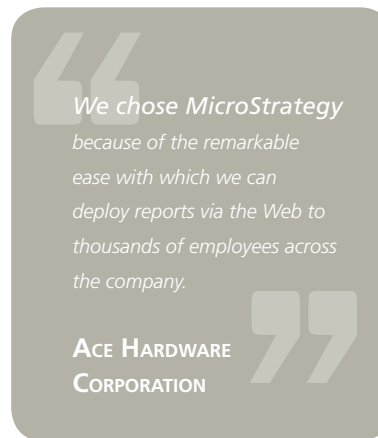 “
We chose MicroStrategy
because of the remarkable
ease with which we can
deploy reports via the Web to
thousands of employees across
the company.
”
Ace Hardware
Corporation